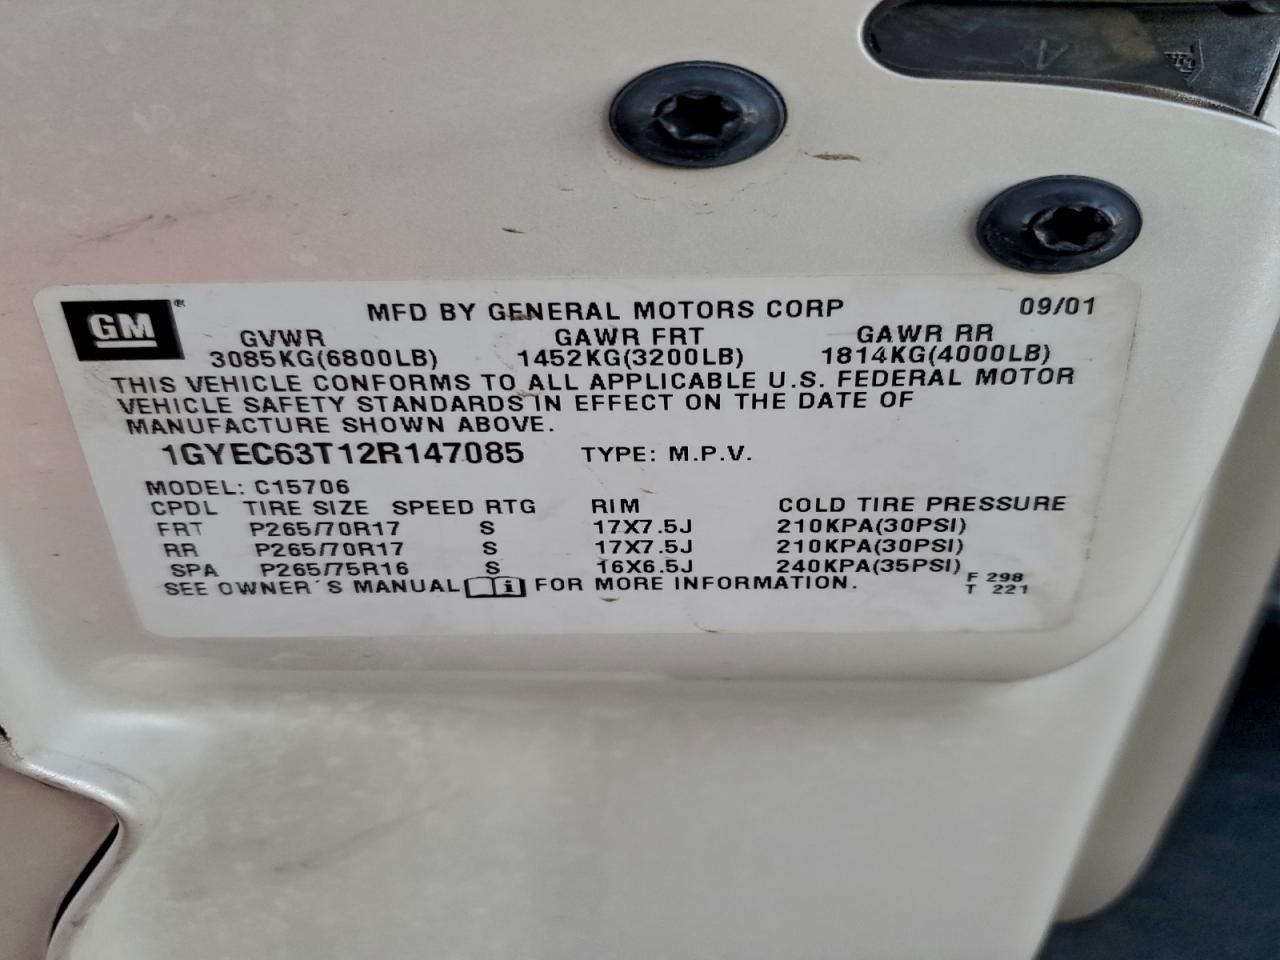 GM ® MFD BY GENERAL MOTORS CORP 09/01
GVWR GAWR FRT GAWR RR
3085KG(6800LB) 1452KG(3200LB) 1814KG(4000LB)
THIS VEHICLE CONFORMS TO ALL APPLICABLE U.S. FEDERAL MOTOR
VEHICLE SAFETY STANDARDS IN EFFECT ON THE DATE OF
MANUFACTURE SHOWN ABOVE.
1GYEC63T12R147085 TYPE: M.P.V.
MODEL: C15706
CPDL TIRE SIZE SPEED RTG RIM COLD TIRE PRESSURE
FRT P265/70R17 S 17X7.5J 210KPA(30PSI)
RR P265/70R17 S 17X7.5J 210KPA(30PSI)
SPA P265/75R16 S 16X6.5J 240KPA(35PSI)
SEE OWNER´S MANUAL i FOR MORE INFORMATION. F 298
T 221